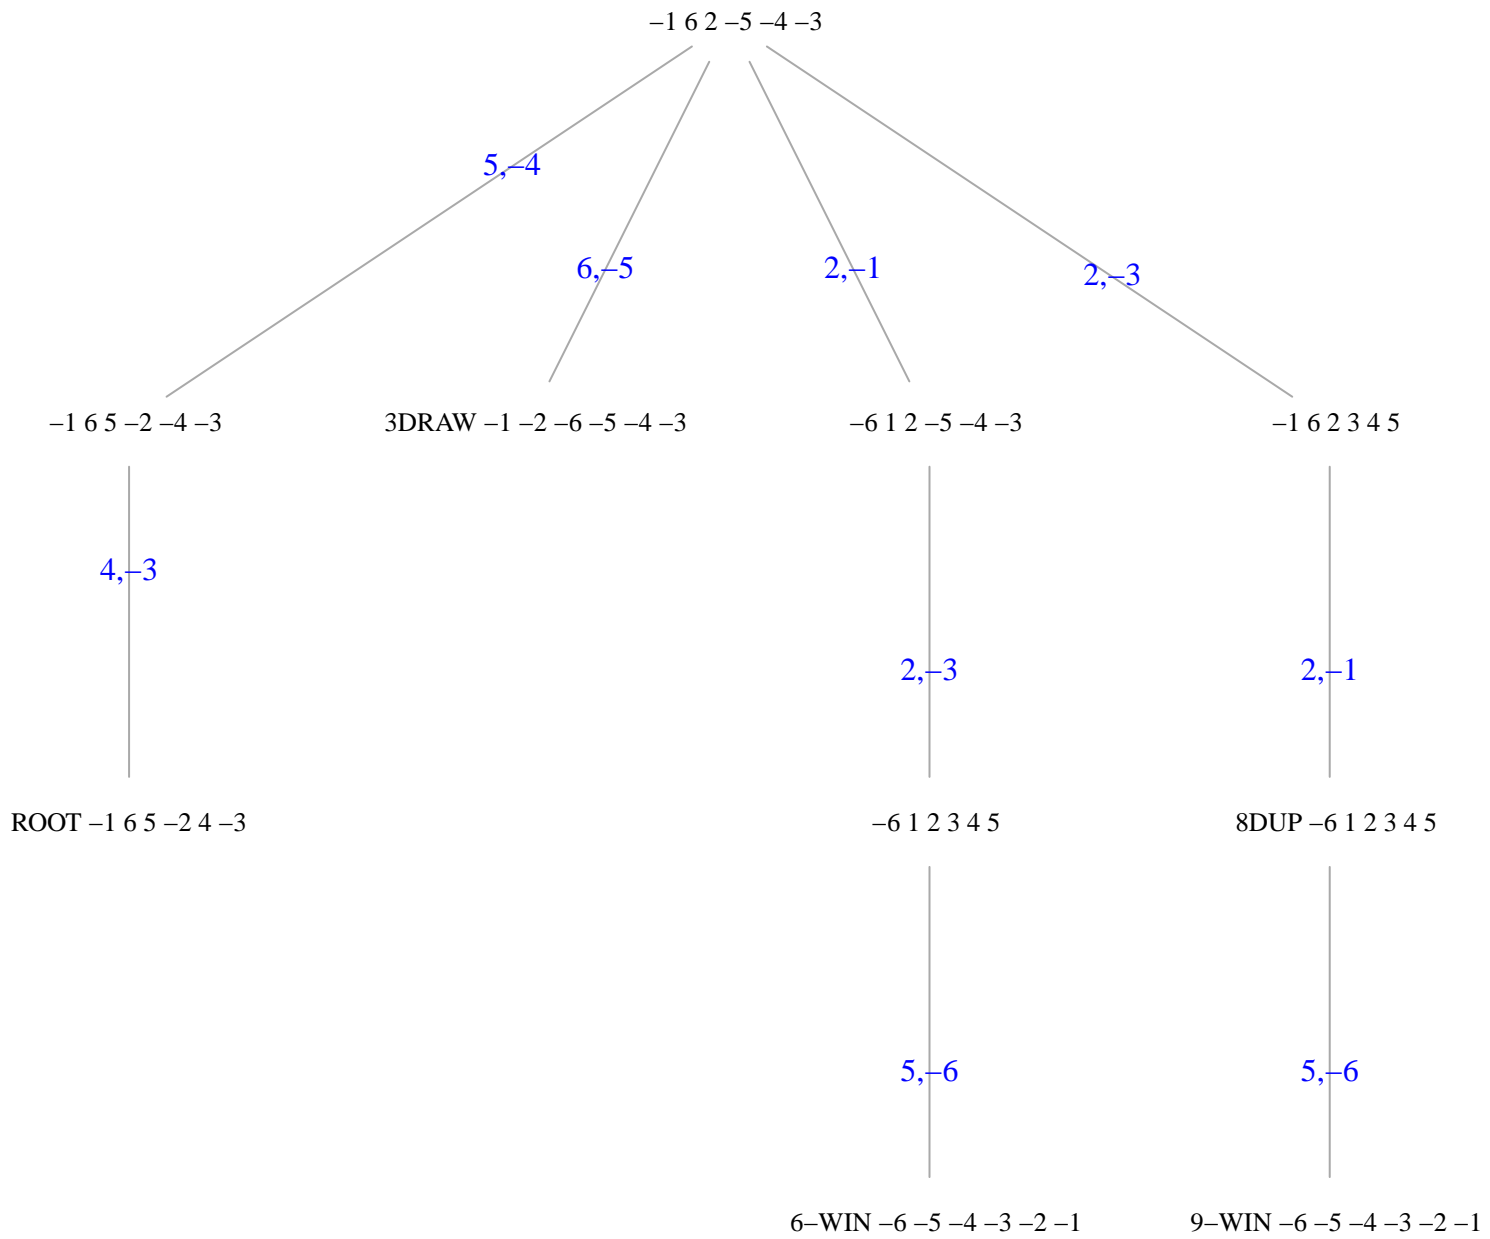 –1 6 2 –5 –4 –3
5,–4
6,–5
2,–1
2,–3
–1 6 5 –2 –4 –3
3DRAW –1 –2 –6 –5 –4 –3
–6 1 2 –5 –4 –3
–1 6 2 3 4 5
4,–3
2,–3
2,–1
ROOT –1 6 5 –2 4 –3
–6 1 2 3 4 5
8DUP –6 1 2 3 4 5
5,–6
5,–6
6–WIN –6 –5 –4 –3 –2 –1
9–WIN –6 –5 –4 –3 –2 –1